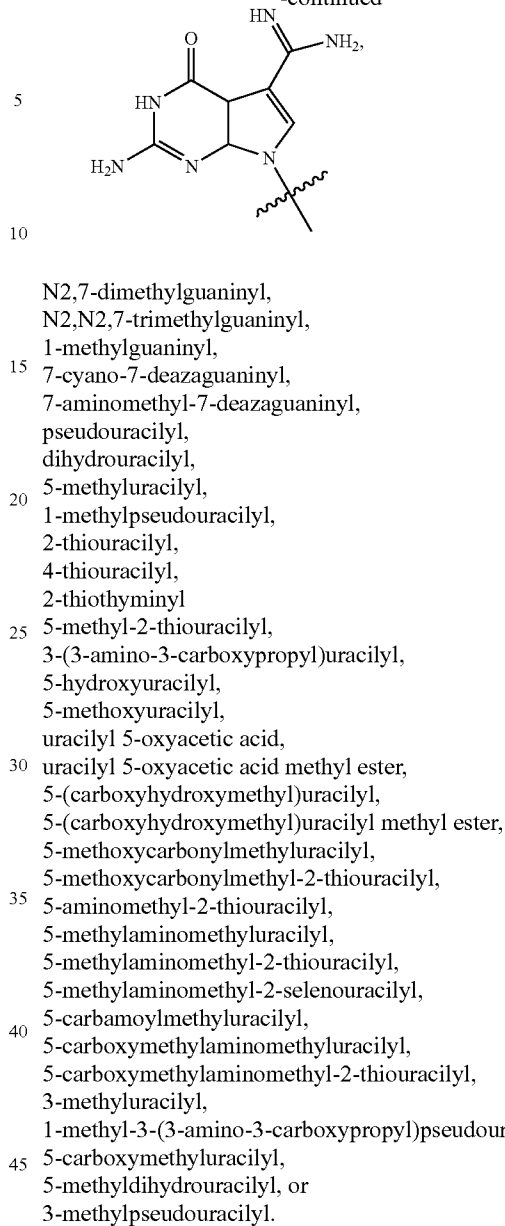 -continued
HN
O
NH2,
5
HN
H2N
N
N
10
N2,7-dimethylguaninyl,
N2,N2,7-trimethylguaninyl,
1-methylguaninyl,
15
7-cyano-7-deazaguaninyl,
7-aminomethyl-7-deazaguaninyl,
pseudouracilyl,
dihydrouracilyl,
5-methyluracilyl,
20
1-methylpseudouracilyl,
2-thiouracilyl,
4-thiouracilyl,
2-thiothyminyl
25
5-methyl-2-thiouracilyl,
3-(3-amino-3-carboxypropyl)uracilyl,
5-hydroxyuracilyl,
5-methoxyuracilyl,
uracilyl 5-oxyacetic acid,
30 uracilyl 5-oxyacetic acid methyl ester,
5-(carboxyhydroxymethyl)uracilyl,
5-(carboxyhydroxymethyl)uracilyl methyl ester,
5-methoxycarbonylmethyluracilyl,
5-methoxycarbonylmethyl-2-thiouracilyl,
35
5-aminomethyl-2-thiouracilyl,
5-methylaminomethyluracilyl,
5-methylaminomethyl-2-thiouracilyl,
5-methylaminomethyl-2-selenouracilyl,
40 5-carbamoylmethyluracilyl,
5-carboxymethylaminomethyluracilyl,
5-carboxymethylaminomethyl-2-thiouracilyl,
3-methyluracilyl,
1-methyl-3-(3-amino-3-carboxypropyl)pseudour
45 5-carboxymethyluracilyl,
5-methyldihydrouracilyl, or
3-methylpseudouracilyl.